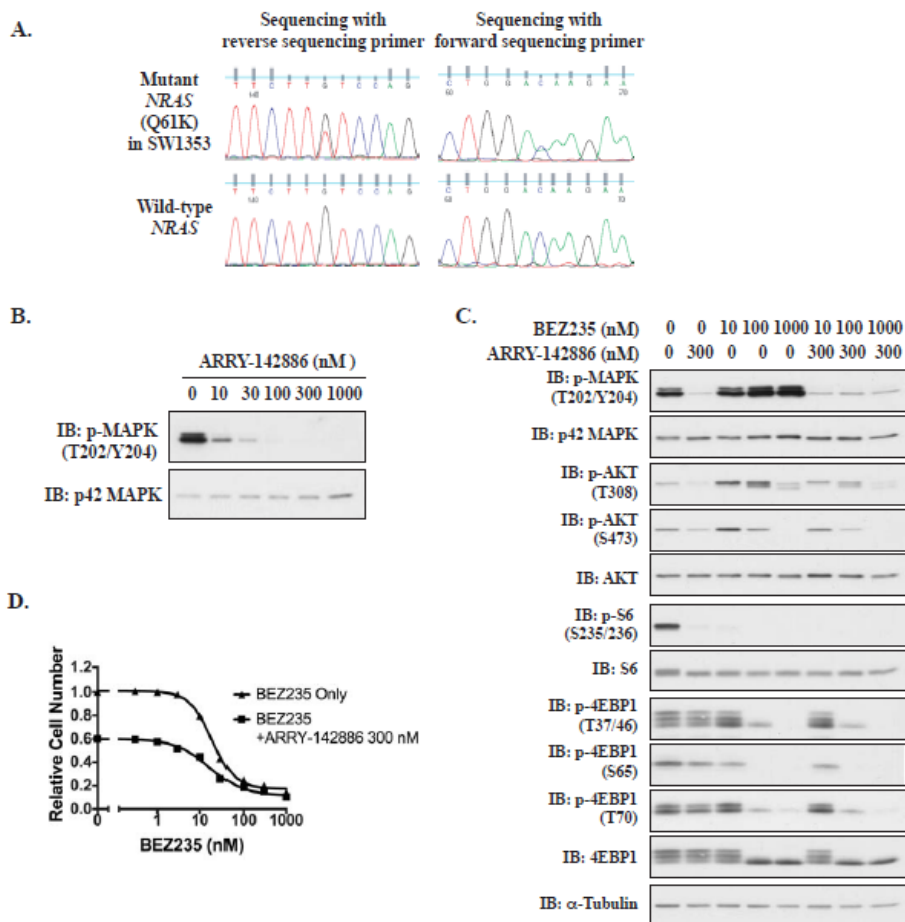 A.
Sequencing with
reverse sequencing primer
Sequencing with
forward sequencing primer
Mutant
NRAS
(Q61K)
in SW1353
T T C T T G T C C A G
140
C T G G A C A A G A A
60 70
Wild-type
NRAS
T T C T T G T C C A G
140
C T G G A C A A G A A
60 70
B.
ARRY-142886 (nM )
0 10 30 100 300 1000
IB: p-MAPK
(T202/Y204)
IB: p42 MAPK
C.
BEZ235 (nM) 0 0 10 100 1000 10 100 1000
ARRY-142886 (nM) 0 300 0 0 0 300 300 300
IB: p-MAPK
(T202/Y204)
IB: p42 MAPK
IB: p-AKT
(T308)
IB: p-AKT
(S473)
IB: AKT
IB: p-S6
(S235/236)
IB: S6
IB: p-4EBP1
(T37/46)
IB: p-4EBP1
(S65)
IB: p-4EBP1
(T70)
IB: 4EBP1
IB: α-Tubulin
D.
Relative Cell Number
1.2
1.0
0.8
0.6
0.4
0.2
0.0
0 1 10 100 1000
BEZ235 (nM)
BEZ235 Only
BEZ235
+ARRY-142886 300 nM